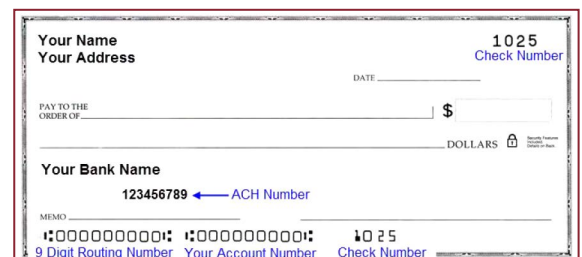 Your Name 1025
Your Address Check Number
DATE
PAY TO THE
ORDER OF $
DOLLARS Security Features Included. Details on Back.
Your Bank Name
123456789 ACH Number
MEMO
⑆000000000⑆ ⑆000000000⑆ 1025
9 Digit Routing Number Your Account Number Check Number